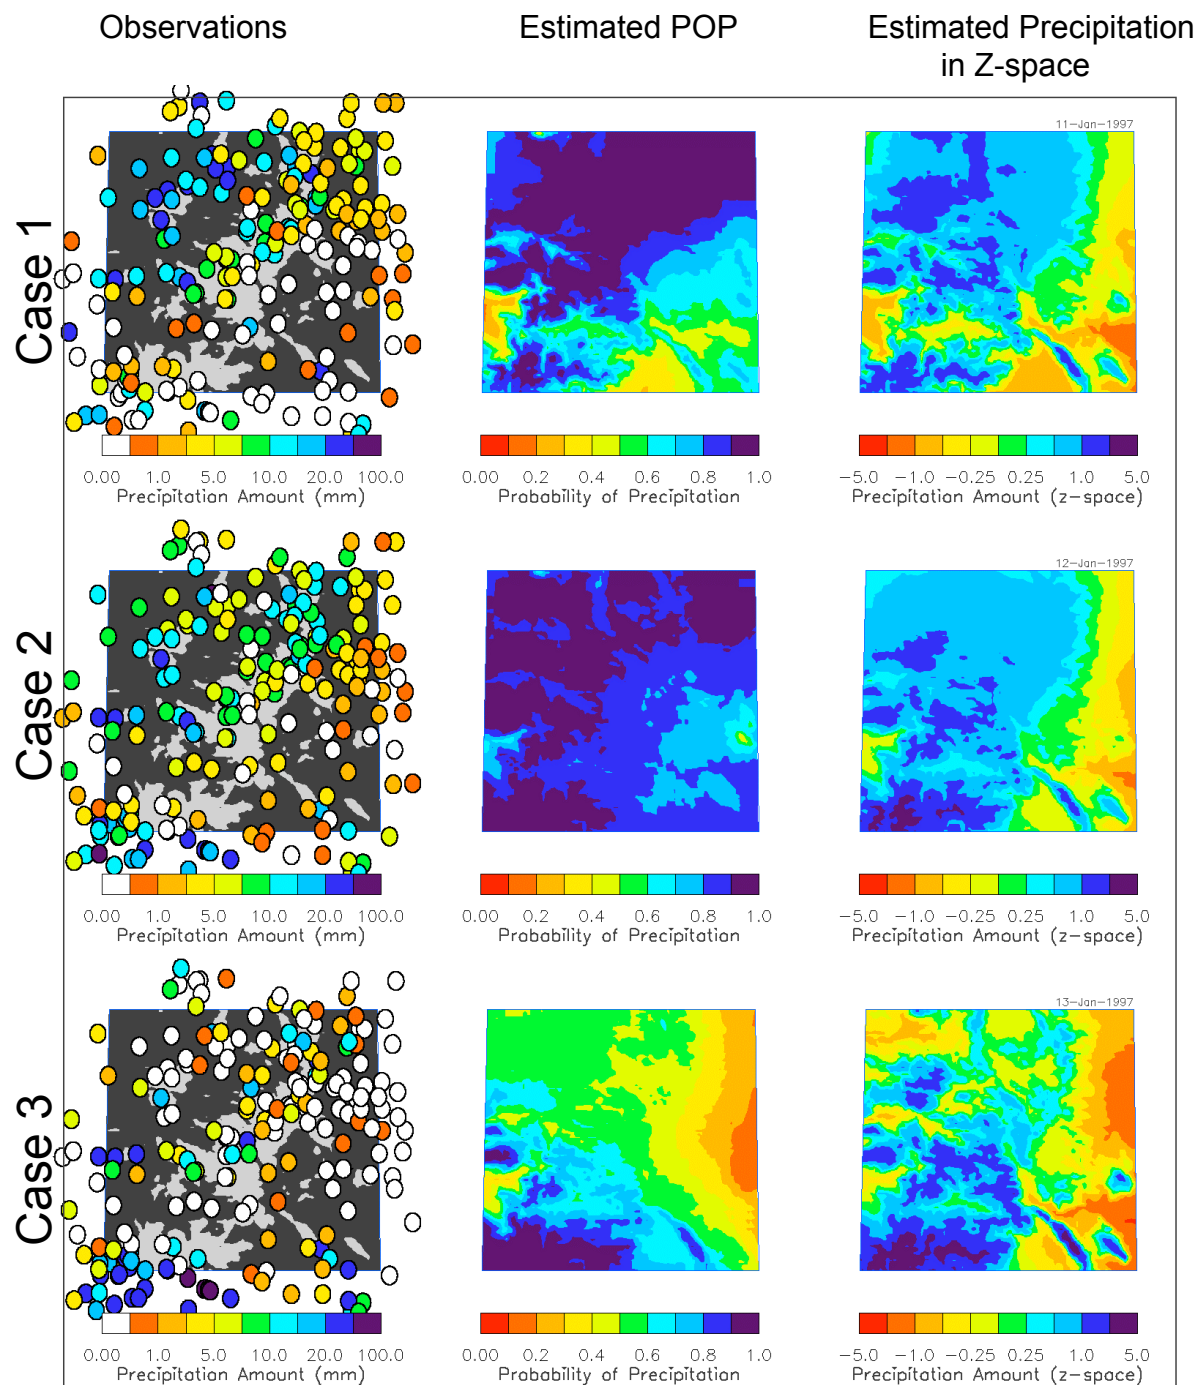 Observations Estimated POP Estimated Precipitation
in Z-space
Case 1
11-Jan-1997
0.00 1.0 5.0 10.0 20.0 100.0
Precipitation Amount (mm)
0.00 0.2 0.4 0.6 0.8 1.0
Probability of Precipitation
-5.0 -1.0 -0.25 0.25 1.0 5.0
Precipitation Amount (z-space)
Case 2
12-Jan-1997
0.00 1.0 5.0 10.0 20.0 100.0
Precipitation Amount (mm)
0.00 0.2 0.4 0.6 0.8 1.0
Probability of Precipitation
-5.0 -1.0 -0.25 0.25 1.0 5.0
Precipitation Amount (z-space)
Case 3
13-Jan-1997
0.00 1.0 5.0 10.0 20.0 100.0
Precipitation Amount (mm)
0.00 0.2 0.4 0.6 0.8 1.0
Probability of Precipitation
-5.0 -1.0 -0.25 0.25 1.0 5.0
Precipitation Amount (z-space)